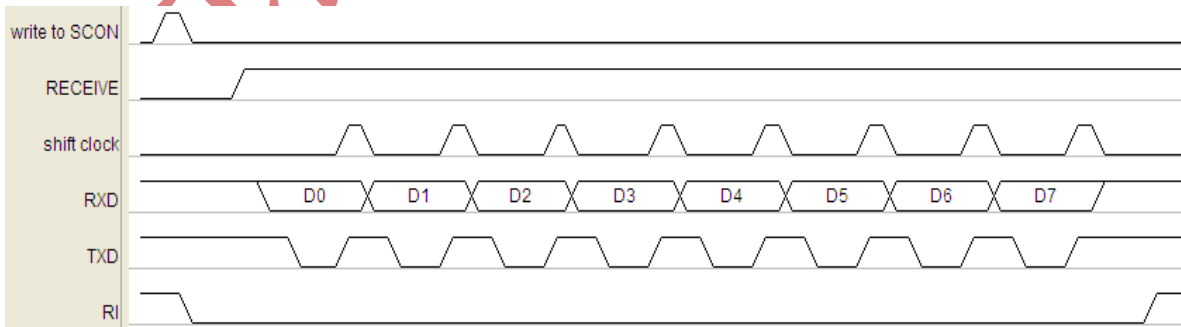 write to SCON
RECEIVE
shift clock
RXD D0 D1 D2 D3 D4 D5 D6 D7
TXD
RI